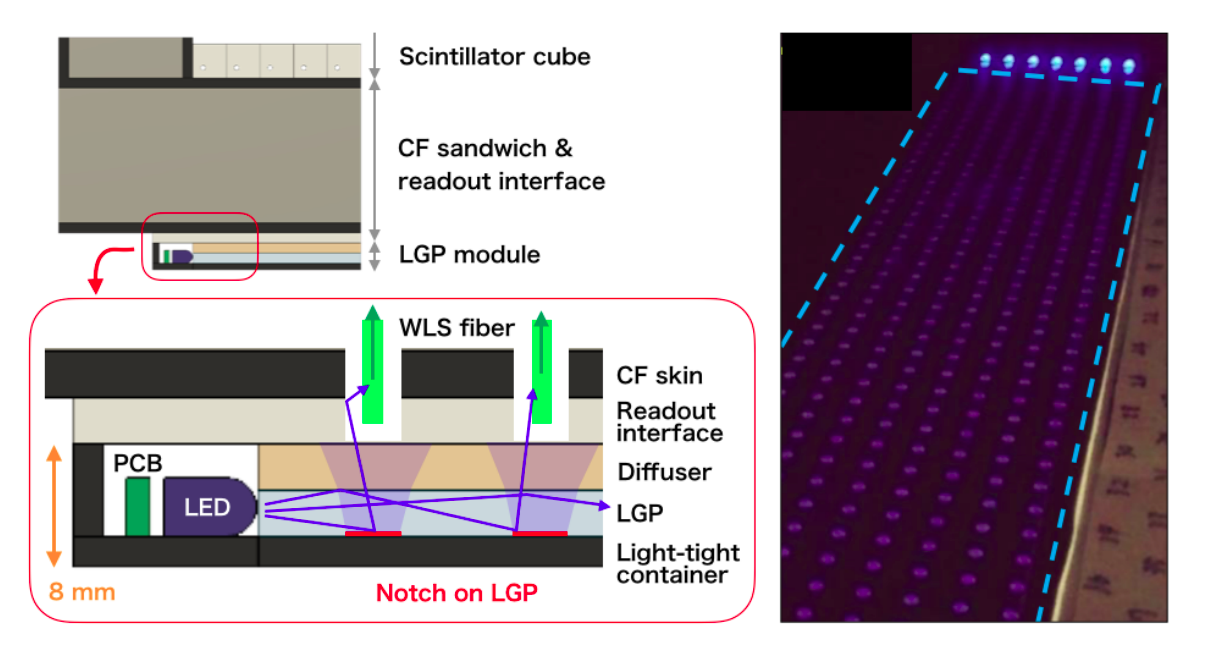 Scintillator cube
CF sandwich &
readout interface
LGP module
WLS fiber
CF skin
Readout
interface
PCB
Diffuser
LED
LGP
Light-tight
container
8 mm
Notch on LGP